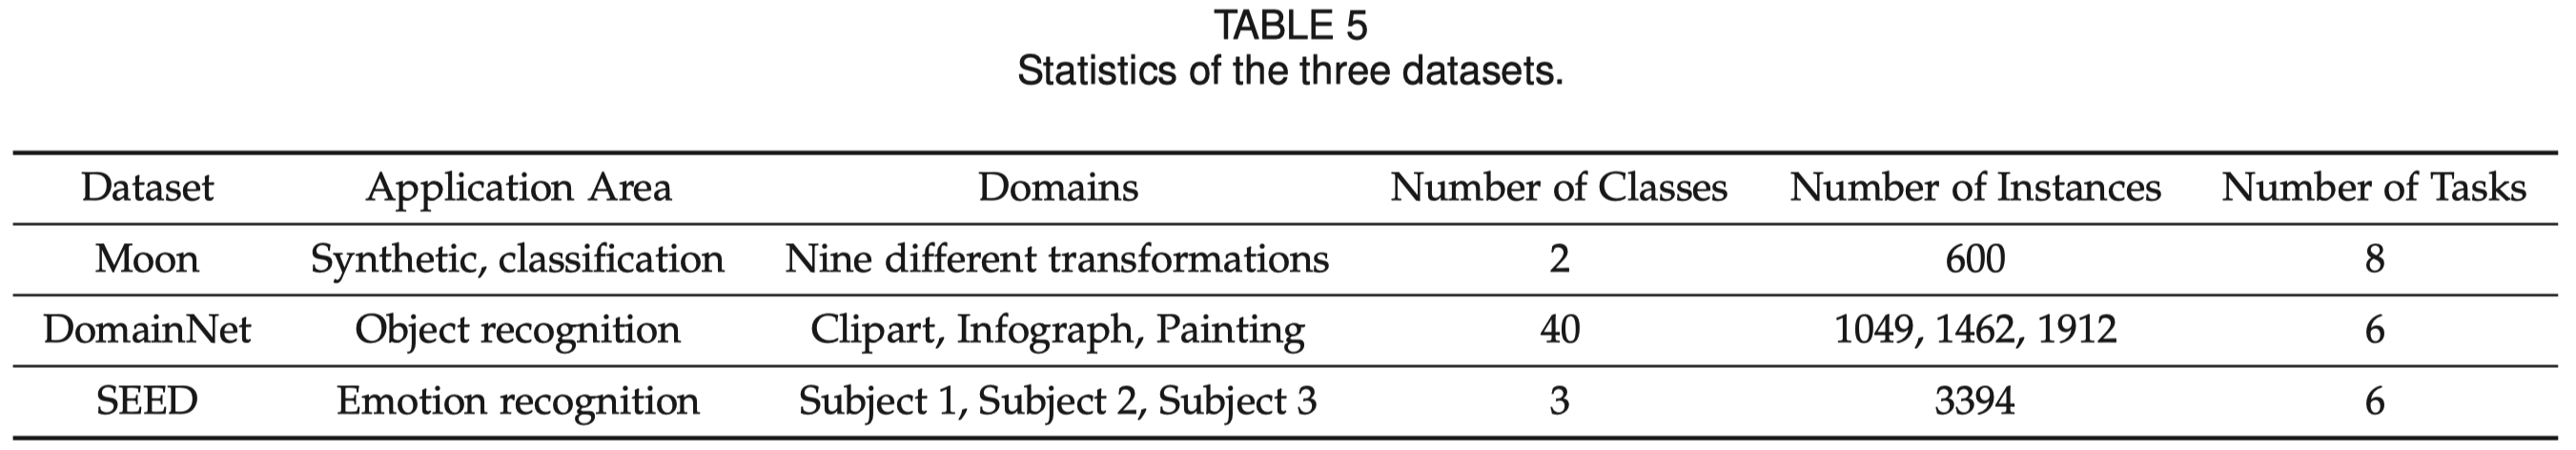 TABLE 5
Statistics of the three datasets.
Dataset Application Area Domains Number of Classes Number of Instances Number of Tasks
Moon Synthetic, classification Nine different transformations 2 600 8
DomainNet Object recognition Clipart, Infograph, Painting 40 1049, 1462, 1912 6
SEED Emotion recognition Subject 1, Subject 2, Subject 3 3 3394 6